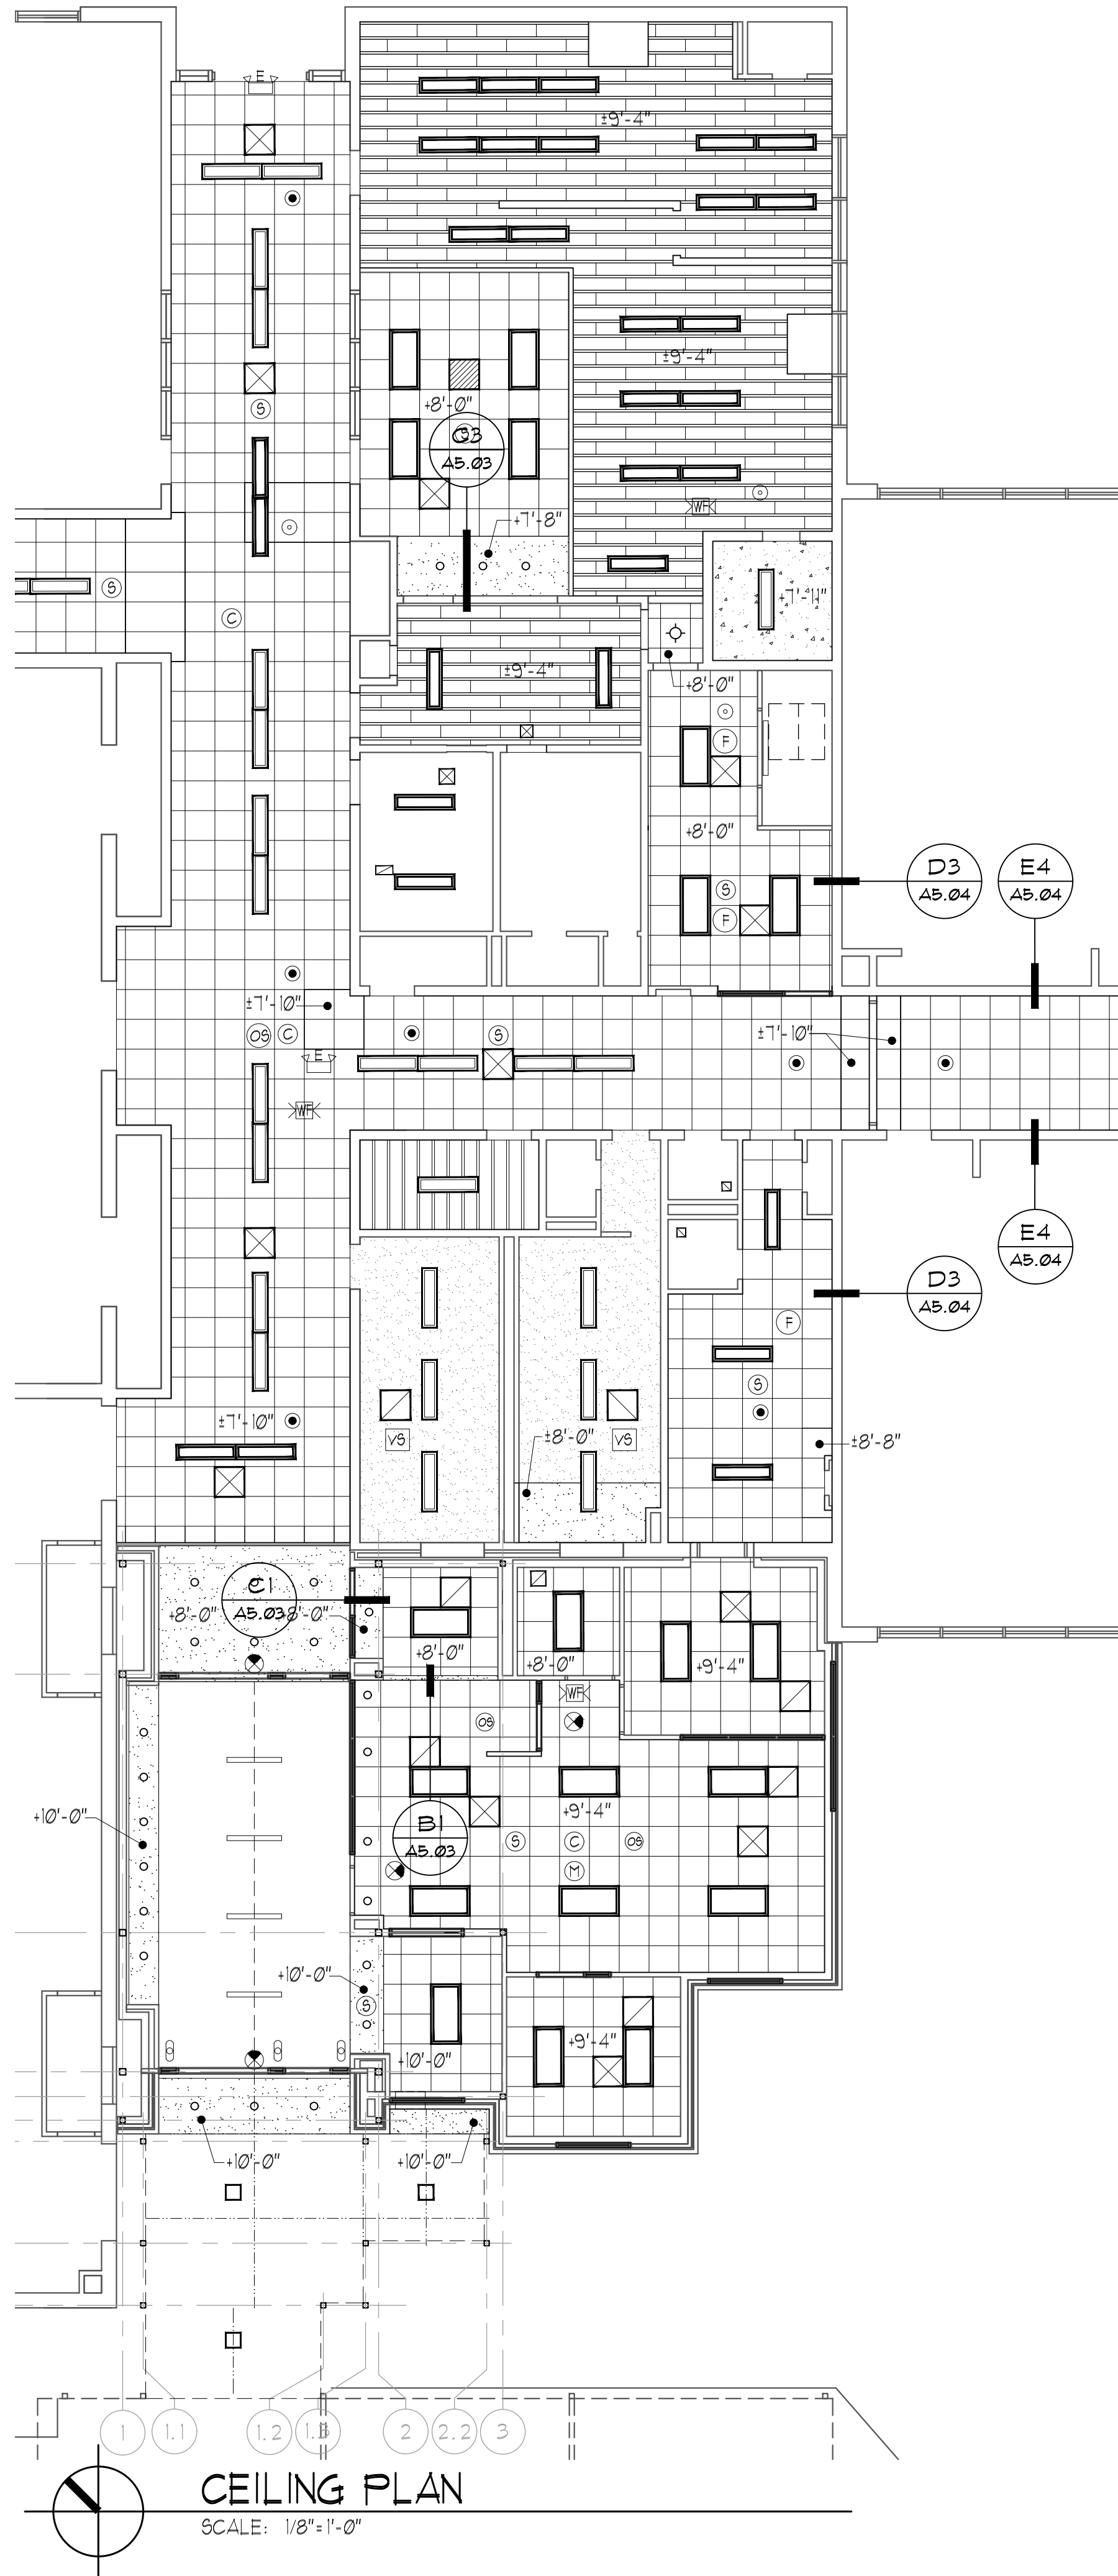 E
±9'-4"
±9'-4"
S
+8'-0"
C3
A5.03
WF
+7'-8"
S
+7'-11"
C
±9'-4"
+8'-0"
F
+8'-0"
D3
A5.04
E4
A5.04
S
F
±7'-10"
OS
C
S
±7'-10"
E
WF
E4
A5.04
D3
A5.04
F
S
±7'-10"
VS
±8'-0"
VS
±8'-8"
C1
A5.03
+8'-0"
+8'-0"
+8'-0"
+8'-0"
+9'-4"
WF
OS
+10'-0"
+9'-4"
B1
A5.03
S
C
OS
M
+10'-0"
S
+9'-4"
+10'-0"
+10'-0"
+10'-0"
1
1.1
1.2
2
2.2
3
CEILING PLAN
SCALE: 1/8"=1'-0"